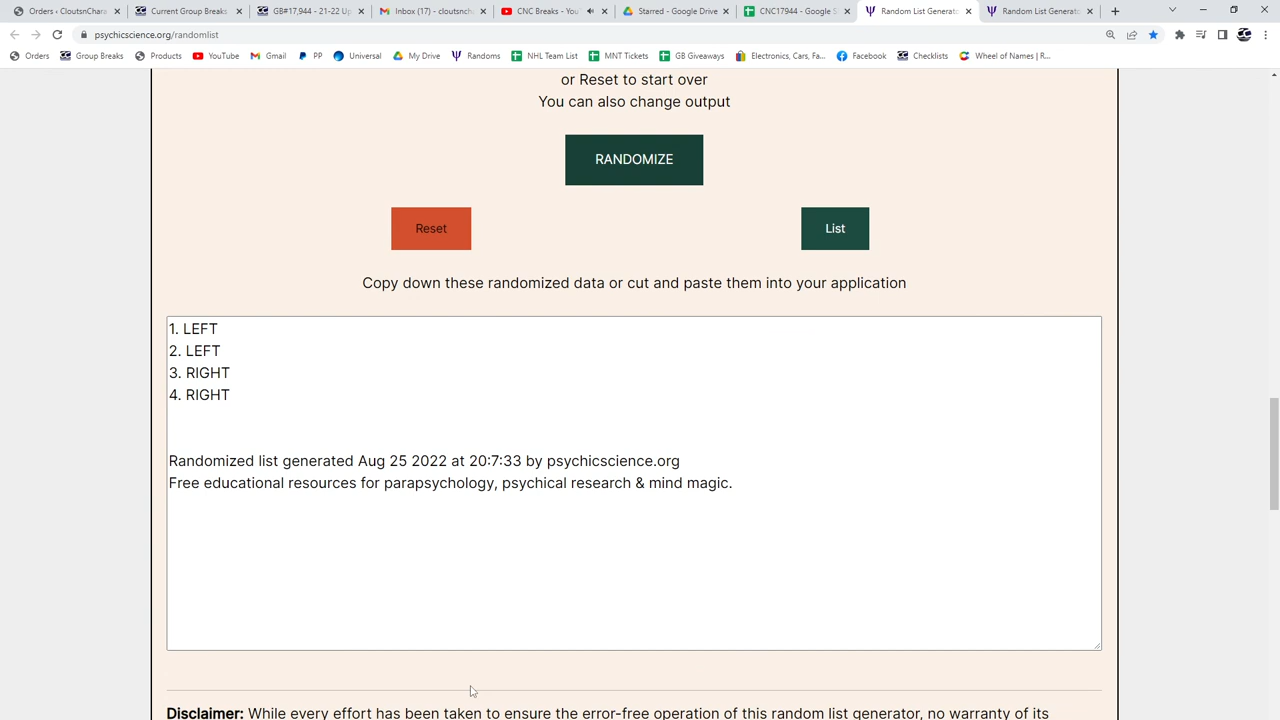 Orders ‹ CloutsnChara
Current Group Breaks
GB#17,944 - 21-22 Up
Inbox (17) - cloutsnch
CNC Breaks - You
Starred - Google Drive
CNC17944 - Google S
Random List Generato
Random List Generato
psychicscience.org/randomlist
Orders
Group Breaks
Products
YouTube
Gmail
PP
Universal
My Drive
Randoms
NHL Team List
MNT Tickets
GB Giveaways
Electronics, Cars, Fa...
Facebook
Checklists
Wheel of Names | R...
or Reset to start over
You can also change output
RANDOMIZE
Reset
List
Copy down these randomized data or cut and paste them into your application
1. LEFT
2. LEFT
3. RIGHT
4. RIGHT
Randomized list generated Aug 25 2022 at 20:7:33 by psychicscience.org
Free educational resources for parapsychology, psychical research & mind magic.
Disclaimer: While every effort has been taken to ensure the error-free operation of this random list generator, no warranty of its